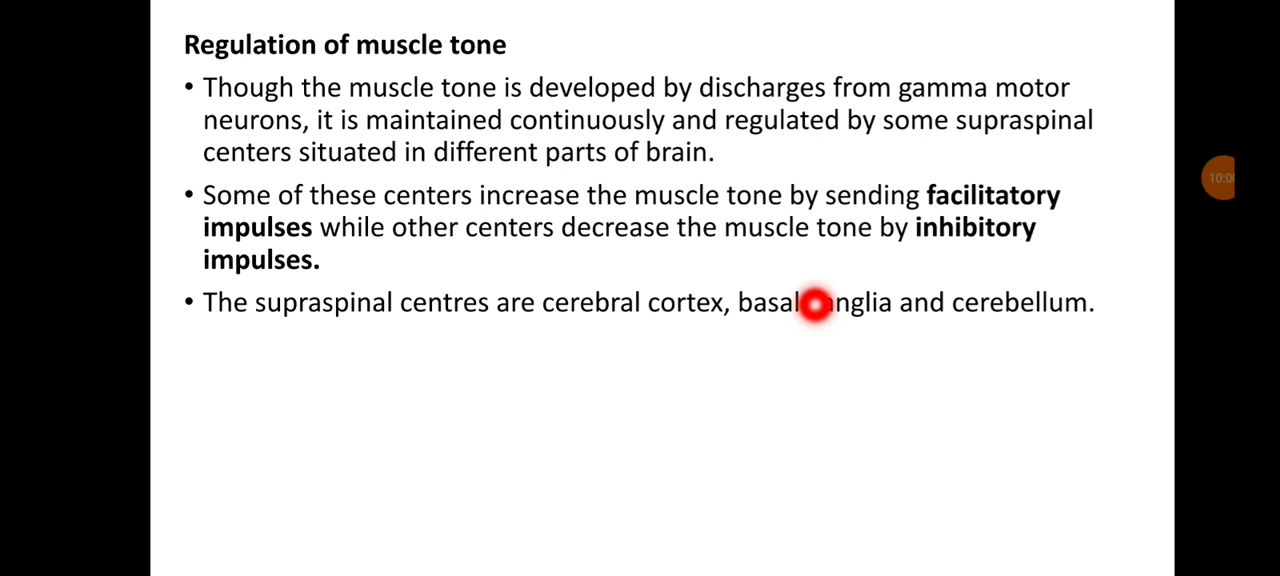 Regulation of muscle tone
• Though the muscle tone is developed by discharges from gamma motor
neurons, it is maintained continuously and regulated by some supraspinal
centers situated in different parts of brain.
• Some of these centers increase the muscle tone by sending facilitatory
impulses while other centers decrease the muscle tone by inhibitory
impulses.
• The supraspinal centres are cerebral cortex, basal ganglia and cerebellum.